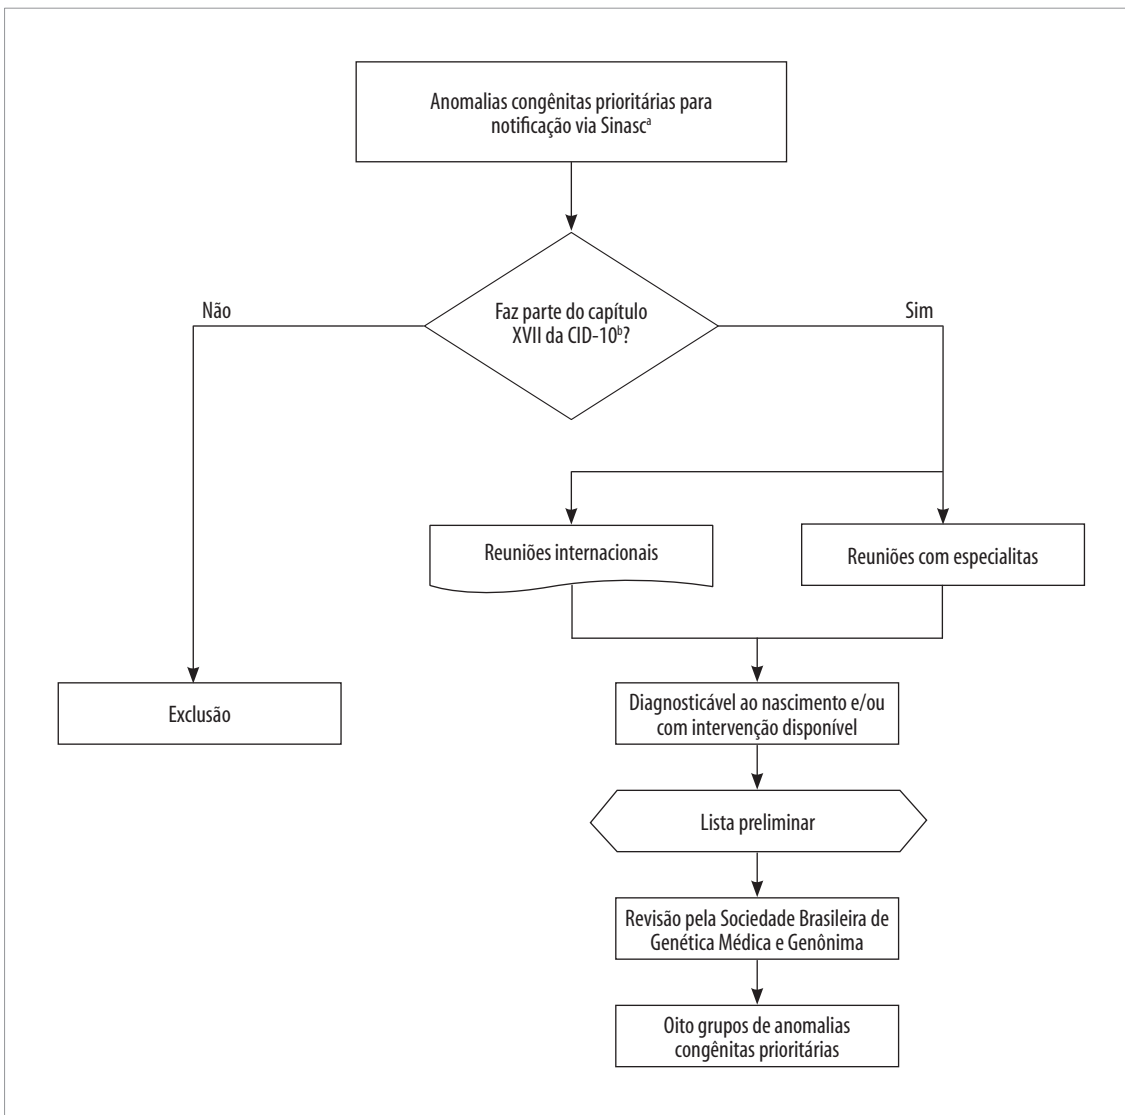 Anomalias congênitas prioritárias para
notificação via Sinascᵃ
Faz parte do capítulo
XVII da CID-10ᵇ?
Não
Sim
Reuniões internacionais
Reuniões com especialitas
Exclusão
Diagnosticável ao nascimento e/ou
com intervenção disponível
Lista preliminar
Revisão pela Sociedade Brasileira de
Genética Médica e Genônima
Oito grupos de anomalias
congênitas prioritárias